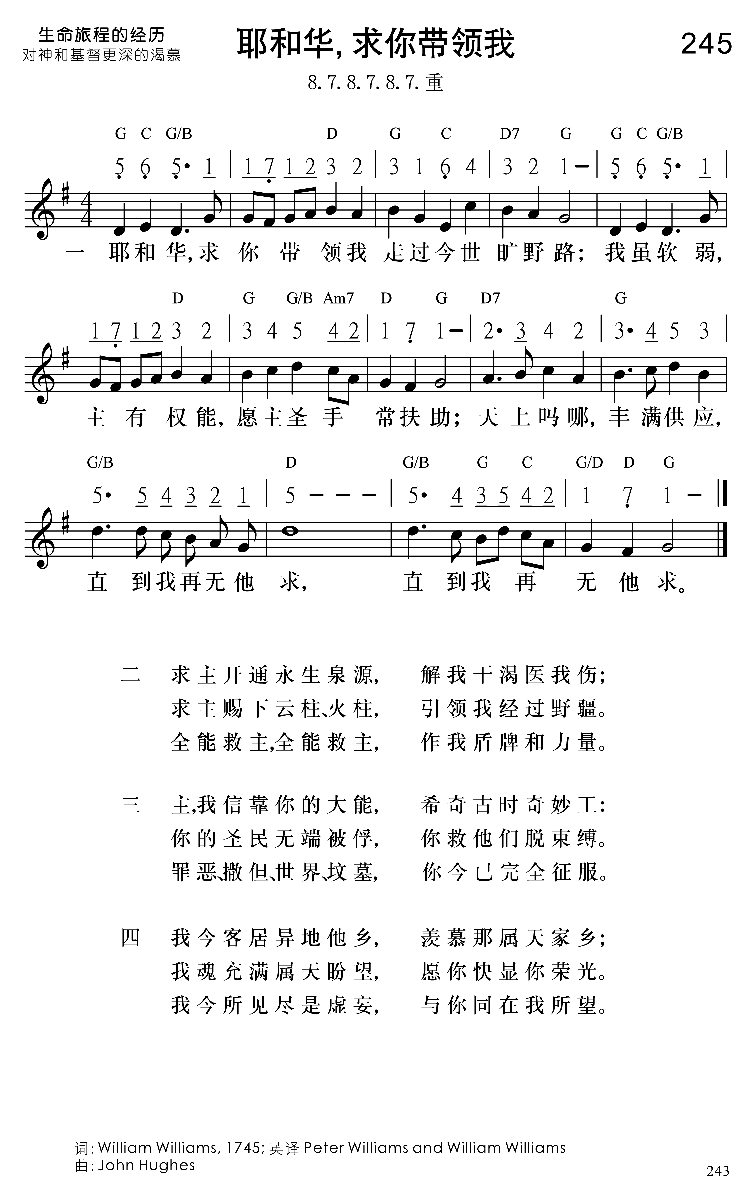 生命旅程的经历
对神和基督更深的渴慕
耶和华,求你带领我
245
8.7.8.7.8.7.重
G C G/B D G C D7 G G C G/B
5 6 5· 1 | 1 7 1 2 3 2 | 3 1 6 4 | 3 2 1 – | 5 6 5· 1
4 4
一 耶和华,求 你 带 领我 走过今世 旷野路; 我虽软弱,
D G G/B Am7 D G D7 G
1 7 1 2 3 2 | 3 4 5 4 2 | 1 7 1 – | 2· 3 4 2 | 3· 4 5 3
主 有 权能, 愿主圣手 常扶助; 天上吗哪, 丰满供应,
G/B D G/B G C G/D D G
5· 5 4 3 2 1 | 5 – – – | 5· 4 3 5 4 2 | 1 7 1 –
直 到我再无他 求, 直 到我 再 无他求。
二 求主开通永生泉源, 解我干渴医我伤;
求主赐下云柱、火柱, 引领我经过野疆。
全能救主,全能救主, 作我盾牌和力量。
三 主,我信靠你的大能, 希奇古时奇妙工:
你的圣民无端被俘, 你救他们脱束缚。
罪恶、撒但、世界、坟墓, 你今已完全征服。
四 我今客居异地他乡, 羡慕那属天家乡;
我魂充满属天盼望, 愿你快显你荣光。
我今所见尽是虚妄, 与你同在我所望。
词: William Williams, 1745; 英译 Peter Williams and William Williams
曲: John Hughes
243